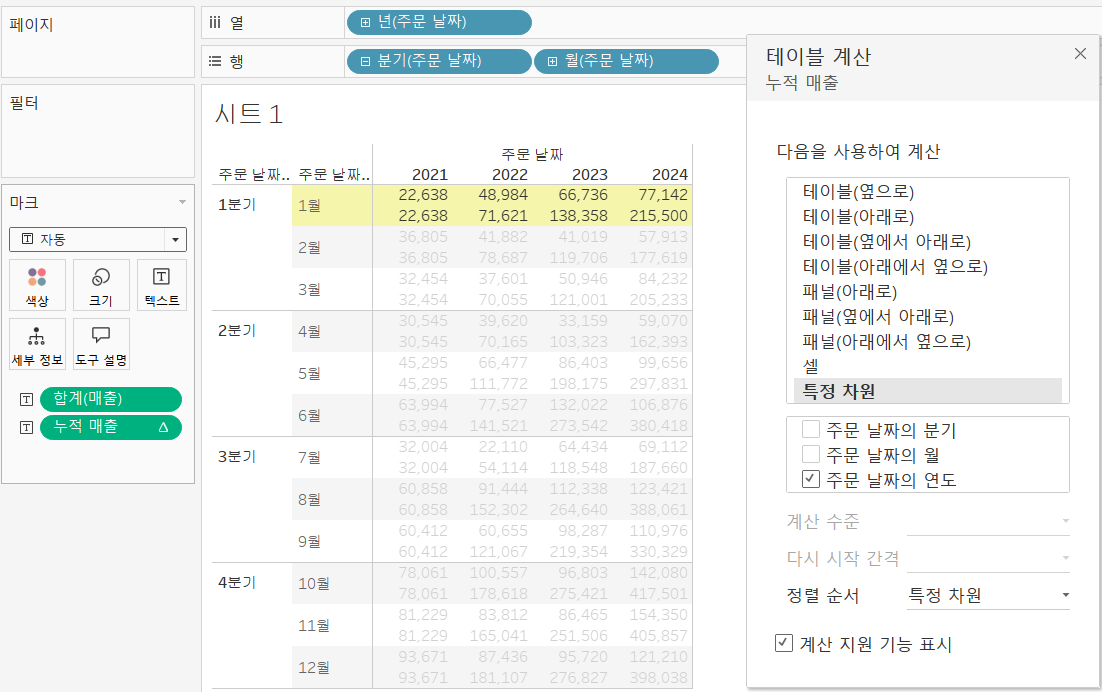 페이지
iii 열
년(주문 날짜)
행
분기(주문 날짜) 월(주문 날짜)
필터
마크
자동
색상 크기 텍스트
세부 정보 도구 설명
합계(매출)
누적 매출 Δ
시트 1
주문 날짜
주문 날짜.. 주문 날짜.. 2021 2022 2023 2024
1분기 1월 22,638 48,984 66,736 77,142
22,638 71,621 138,358 215,500
2월 36,805 41,882 41,019 57,913
36,805 78,687 119,706 177,619
3월 32,454 37,601 50,946 84,232
32,454 70,055 121,001 205,233
2분기 4월 30,545 39,620 33,159 59,070
30,545 70,165 103,323 162,393
5월 45,295 66,477 86,403 99,656
45,295 111,772 198,175 297,831
6월 63,994 77,527 132,022 106,876
63,994 141,521 273,542 380,418
3분기 7월 32,004 22,110 64,434 69,112
32,004 54,114 118,548 187,660
8월 60,858 91,444 112,338 123,421
60,858 152,302 264,640 388,061
9월 60,412 60,655 98,287 110,976
60,412 121,067 219,354 330,329
4분기 10월 78,061 100,557 96,803 142,080
78,061 178,618 275,421 417,501
11월 81,229 83,812 86,465 154,350
81,229 165,041 251,506 405,857
12월 93,671 87,436 95,720 121,210
93,671 181,107 276,827 398,038
테이블 계산
누적 매출
다음을 사용하여 계산
테이블(옆으로)
테이블(아래로)
테이블(옆에서 아래로)
테이블(아래에서 옆으로)
패널(아래로)
패널(옆에서 아래로)
패널(아래에서 옆으로)
셀
특정 차원
주문 날짜의 분기
주문 날짜의 월
주문 날짜의 연도
계산 수준
다시 시작 간격
정렬 순서 특정 차원
계산 지원 기능 표시